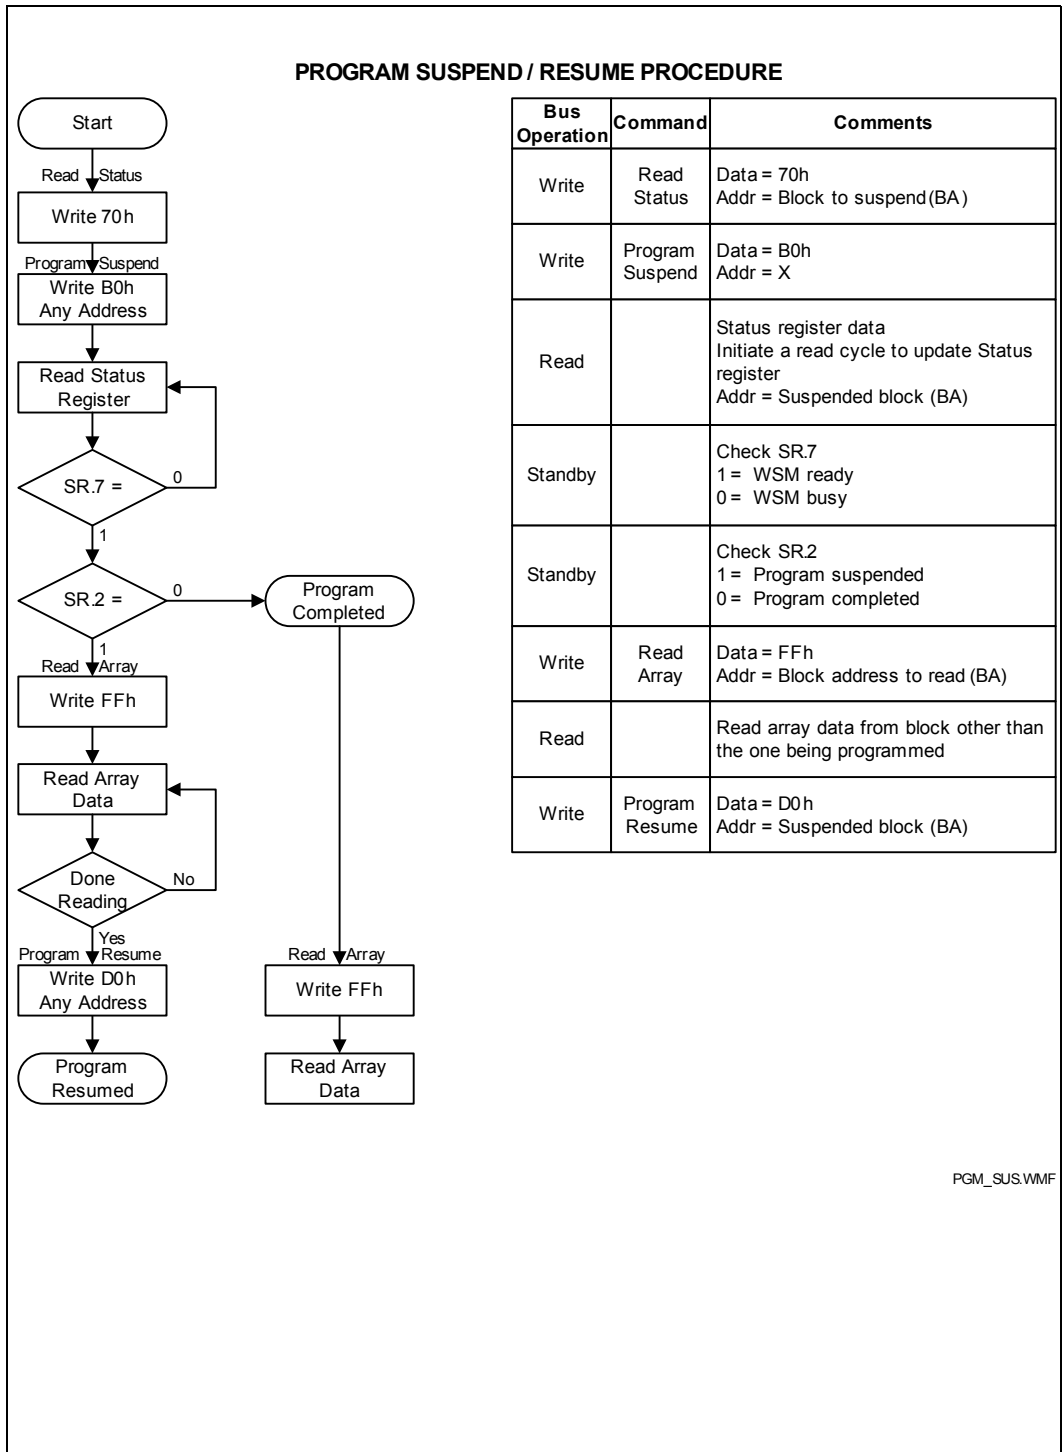 PROGRAM SUSPEND / RESUME PROCEDURE
Start
Read Status
Write 70h
Program Suspend
Write B0h
Any Address
Read Status
Register
SR.7 =
0
1
SR.2 =
0
Program
Completed
1
Read Array
Write FFh
Read Array
Data
Done
Reading
No
Yes
Program Resume
Write D0h
Any Address
Program
Resumed
Read Array
Write FFh
Read Array
Data
Bus
Operation
Command
Comments
Write
Read
Status
Data = 70h
Addr = Block to suspend (BA)
Write
Program
Suspend
Data = B0h
Addr = X
Read
Status register data
Initiate a read cycle to update Status
register
Addr = Suspended block (BA)
Standby
Check SR.7
1 = WSM ready
0 = WSM busy
Standby
Check SR.2
1 = Program suspended
0 = Program completed
Write
Read
Array
Data = FFh
Addr = Block address to read (BA)
Read
Read array data from block other than
the one being programmed
Write
Program
Resume
Data = D0h
Addr = Suspended block (BA)
PGM_SUS.WMF